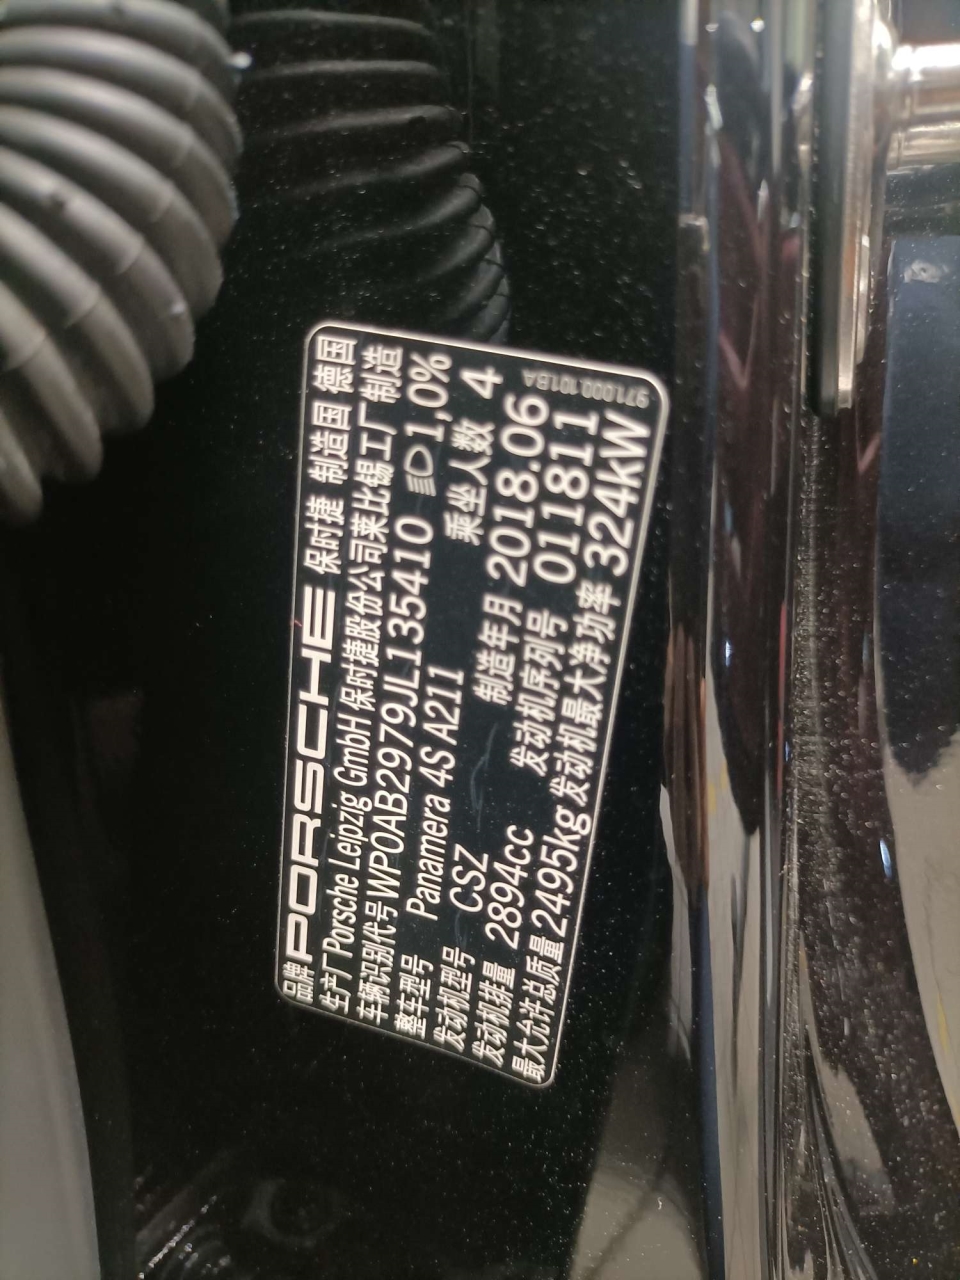 品牌 PORSCHE 保时捷 制造国 德国
生产厂 Porsche Leipzig GmbH 保时捷股份公司莱比锡工厂制造
车辆识别代号 WP0AB2979JL135410 1,0%
整车型号 Panamera 4S A211 乘坐人数 4
发动机型号 CSZ 制造年月 2018.06
发动机排量 2894cc 发动机序列号 011811
最大允许总质量 2495kg 发动机最大净功率 324kW
971.000.101BA